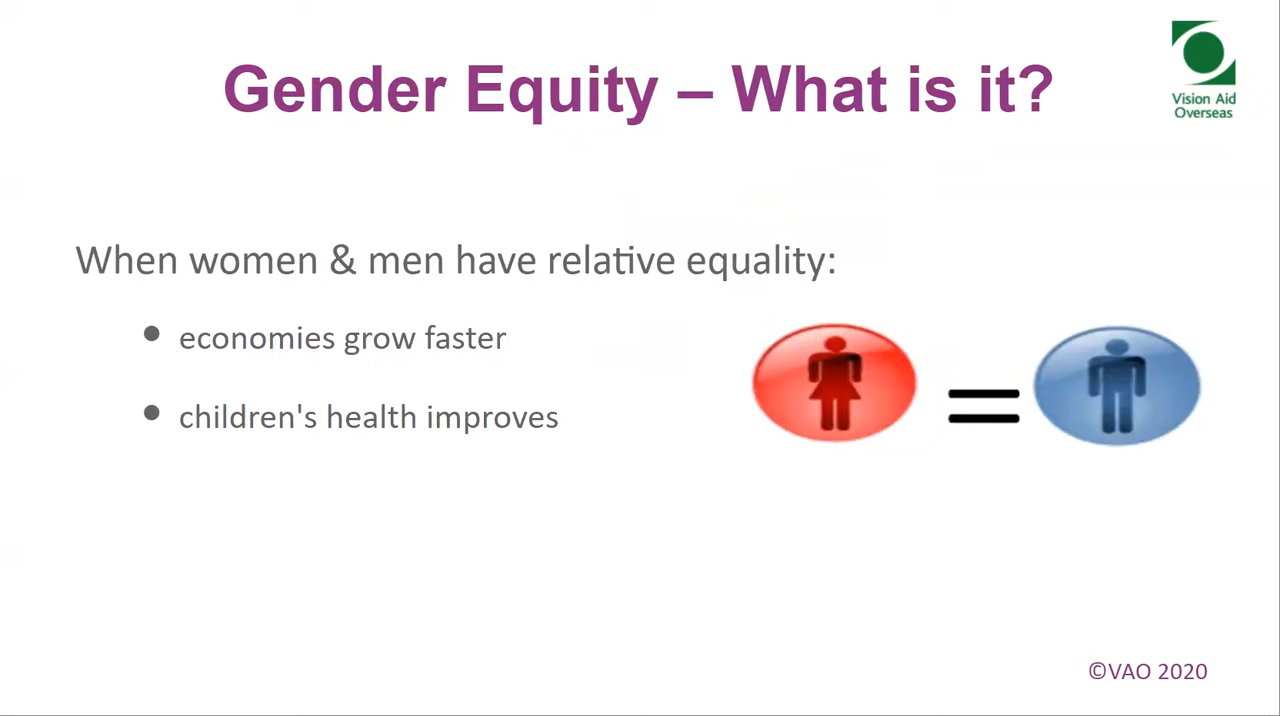 Gender Equity – What is it?
Vision Aid
Overseas
When women & men have relative equality:
• economies grow faster
• children's health improves
=
©VAO 2020